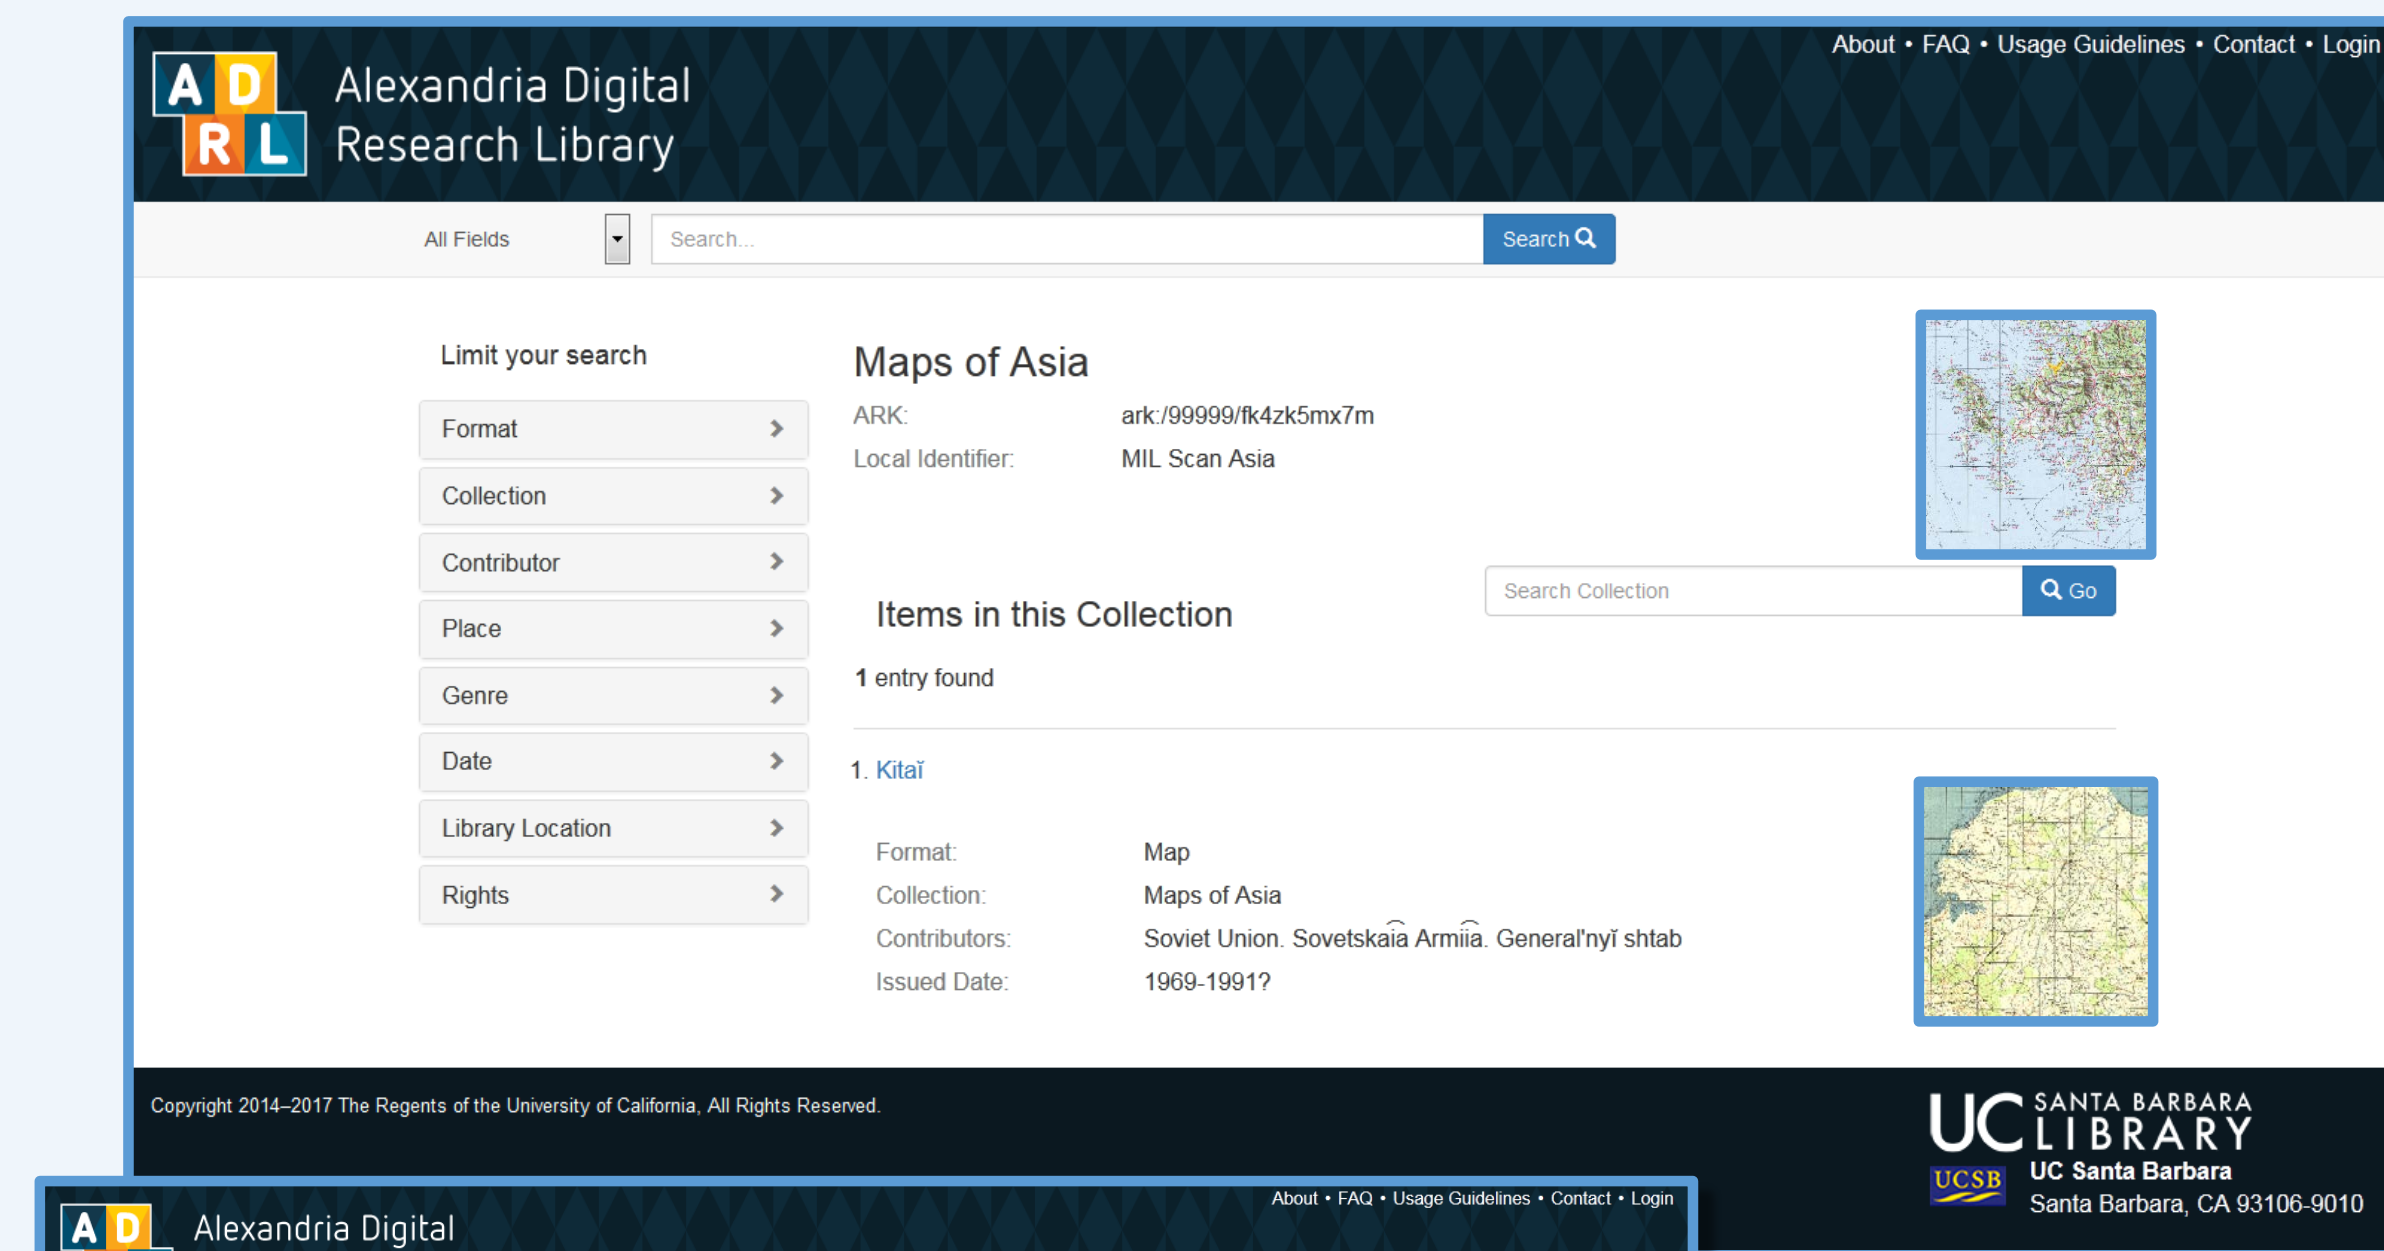 About • FAQ • Usage Guidelines • Contact • Login
A D
R L
Alexandria Digital
Research Library
All Fields
Search...
Search
Limit your search
Format
Collection
Contributor
Place
Genre
Date
Library Location
Rights
Maps of Asia
ARK: ark:/99999/fk4zk5mx7m
Local Identifier: MIL Scan Asia
Items in this Collection
Search Collection
Go
1 entry found
1. Kitaĭ
Format: Map
Collection: Maps of Asia
Contributors: Soviet Union. Sovetskai͡a Armii͡a. General'nyĭ shtab
Issued Date: 1969-1991?
Copyright 2014–2017 The Regents of the University of California, All Rights Reserved.
UC SANTA BARBARA
LIBRARY
UCSB
UC Santa Barbara
Santa Barbara, CA 93106-9010
About • FAQ • Usage Guidelines • Contact • Login
A D
Alexandria Digital